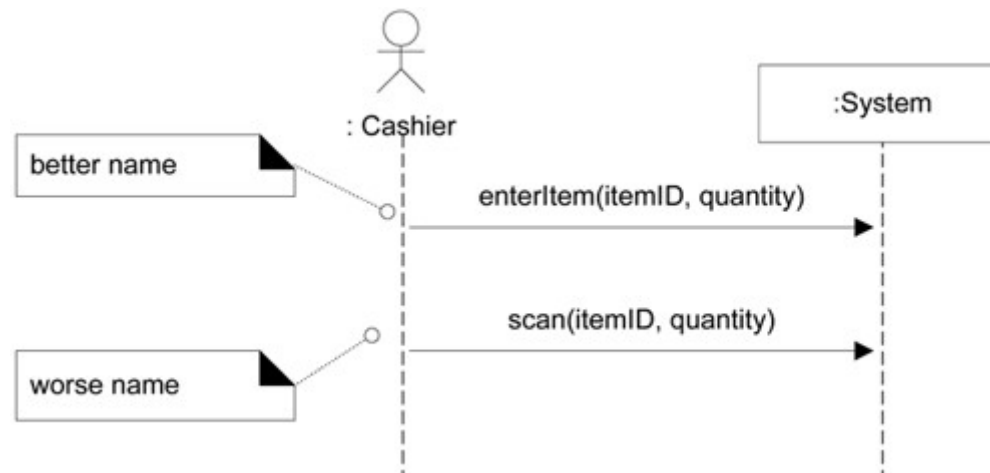 : Cashier
:System
better name
enterItem(itemID, quantity)
scan(itemID, quantity)
worse name